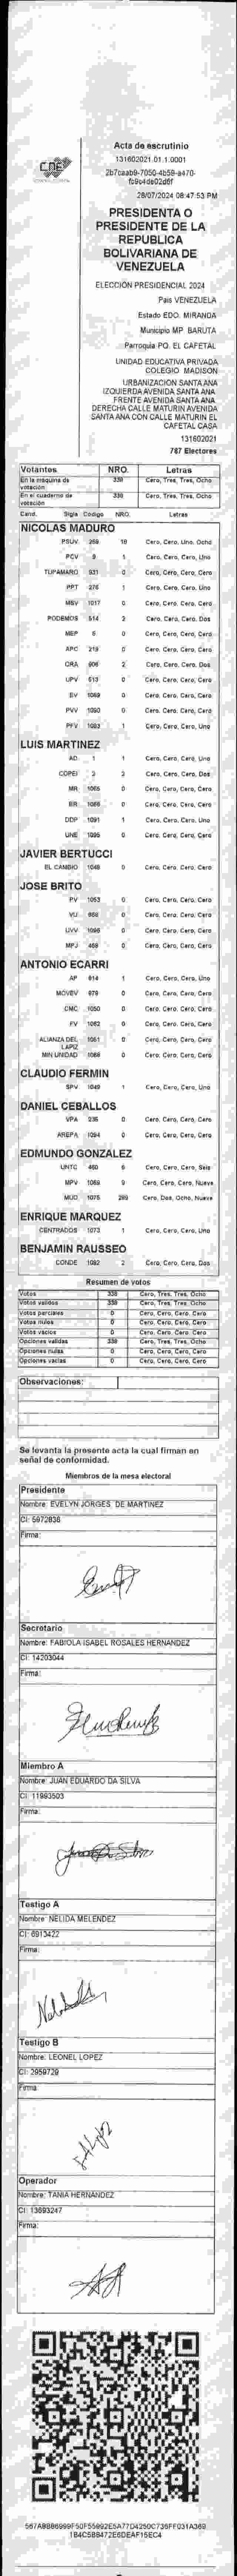 CNE
Acta de escrutinio
131602021.01.1.0001
2b7caab9-7050-4b59-a470-
28/07/2024 08:47:53 PM
PRESIDENTA O
PRESIDENTE DE LA
REPUBLICA
BOLIVARIANA DE
VENEZUELA
ELECCIÓN PRESIDENCIAL 2024
Pais VENEZUELA
Estado EDO. MIRANDA
Municipio MP. BARUTA
Parroquia PQ. EL CAFETAL
UNIDAD EDUCATIVA PRIVADA
COLEGIO MADISON
URBANIZACION SANTA ANA
IZQUIERDA AVENIDA SANTA ANA
FRENTE AVENIDA SANTA ANA
DERECHA CALLE MATURIN AVENIDA
SANTA ANA CON CALLE MATURIN EL
CAFETAL CASA
131602021
787 Electores
Votantes NRO. Letras
En la máquina de votación 338 Cero, Tres, Tres, Ocho
En el cuaderno de votación 338 Cero, Tres, Tres, Ocho
Cand. Sigla Código NRO. Letras
NICOLAS MADURO
PSUV 269 18 Cero, Cero, Uno, Ocho
PCV 9 1 Cero, Cero, Cero, Uno
TUPAMARO 931 0 Cero, Cero, Cero, Cero
PPT 276 1 Cero, Cero, Cero, Uno
MSV 1017 0 Cero, Cero, Cero, Cero
PODEMOS 514 2 Cero, Cero, Cero, Dos
MEP 6 0 Cero, Cero, Cero, Cero
APC 219 0 Cero, Cero, Cero, Cero
ORA 906 2 Cero, Cero, Cero, Dos
UPV 613 0 Cero, Cero, Cero, Cero
EV 1069 0 Cero, Cero, Cero, Cero
PVV 1090 0 Cero, Cero, Cero, Cero
PFV 1093 1 Cero, Cero, Cero, Uno
LUIS MARTINEZ
AD 1 1 Cero, Cero, Cero, Uno
COPEI 3 2 Cero, Cero, Cero, Dos
MR 1065 0 Cero, Cero, Cero, Cero
BR 1066 0 Cero, Cero, Cero, Cero
DDP 1091 1 Cero, Cero, Cero, Uno
UNE 1095 0 Cero, Cero, Cero, Cero
JAVIER BERTUCCI
EL CAMBIO 1048 0 Cero, Cero, Cero, Cero
JOSE BRITO
PV 1053 0 Cero, Cero, Cero, Cero
VU 868 0 Cero, Cero, Cero, Cero
UVV 1096 0 Cero, Cero, Cero, Cero
MPJ 469 0 Cero, Cero, Cero, Cero
ANTONIO ECARRI
AP 914 1 Cero, Cero, Cero, Uno
MOVEV 979 0 Cero, Cero, Cero, Cero
CMC 1050 0 Cero, Cero, Cero, Cero
FV 1062 0 Cero, Cero, Cero, Cero
ALIANZA DEL LAPIZ 1061 0 Cero, Cero, Cero, Cero
MIN UNIDAD 1068 0 Cero, Cero, Cero, Cero
CLAUDIO FERMIN
SPV 1049 1 Cero, Cero, Cero, Uno
DANIEL CEBALLOS
VPA 936 0 Cero, Cero, Cero, Cero
AREPA 1094 0 Cero, Cero, Cero, Cero
EDMUNDO GONZALEZ
UNTC 460 6 Cero, Cero, Cero, Seis
MPV 1069 9 Cero, Cero, Cero, Nueve
MUD 1075 289 Cero, Dos, Ocho, Nueve
ENRIQUE MARQUEZ
CENTRADOS 1073 1 Cero, Cero, Cero, Uno
BENJAMIN RAUSSEO
CONDE 1082 2 Cero, Cero, Cero, Dos
Resumen de votos
Votos 338 Cero, Tres, Tres, Ocho
Votos validos 338 Cero, Tres, Tres, Ocho
Votos parciales 0 Cero, Cero, Cero, Cero
Votos nulos 0 Cero, Cero, Cero, Cero
Votos vacios 0 Cero, Cero, Cero, Cero
Opciones validas 338 Cero, Tres, Tres, Ocho
Opciones nulas 0 Cero, Cero, Cero, Cero
Opciones vacias 0 Cero, Cero, Cero, Cero
Observaciones:
Se levanta la presente acta la cual firman en
señal de conformidad.
Miembros de la mesa electoral
Presidente
Nombre: EVELYN JORGES DE MARTINEZ
CI: 5972836
Firma:
Secretario
Nombre: FABIOLA ISABEL ROSALES HERNANDEZ
CI: 14203044
Firma:
Miembro A
Nombre: JUAN EDUARDO DA SILVA
CI: 11993503
Firma:
Testigo A
Nombre: NELIDA MELENDEZ
CI: 6913422
Firma:
Testigo B
Nombre: LEONEL LOPEZ
CI: 2959729
Firma:
Operador
Nombre: TANIA HERNANDEZ
CI: 13693247
Firma: